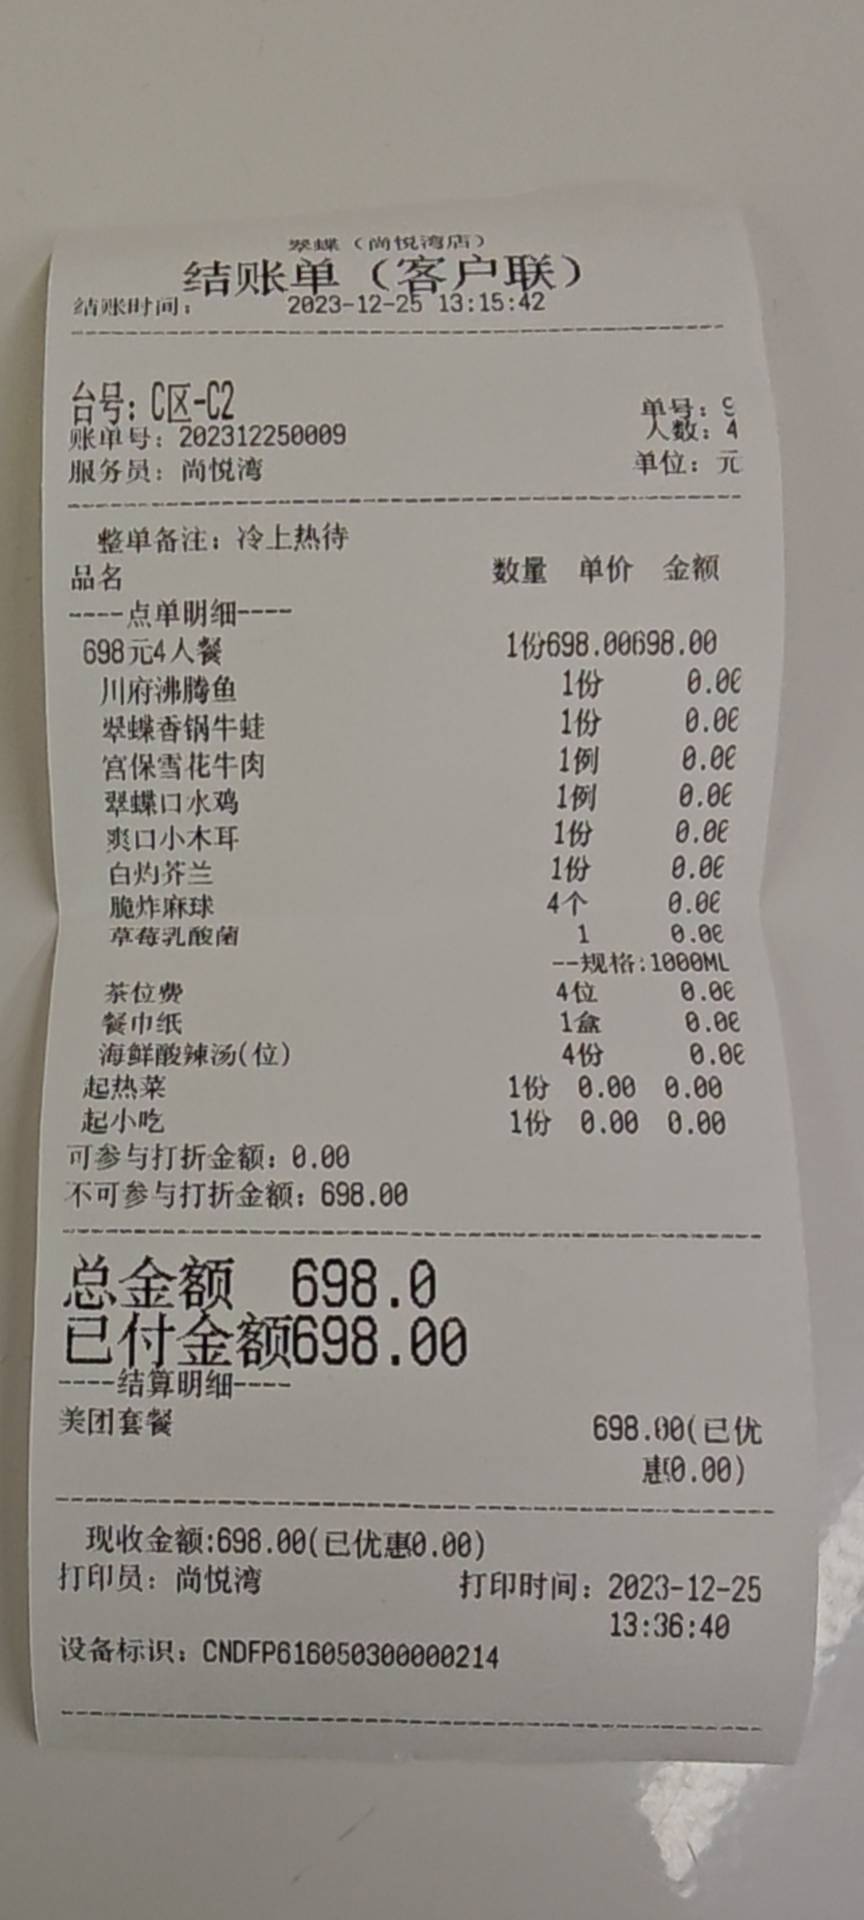 翠蝶（尚悦湾店）
结账单（客户联）
结账时间： 2023-12-25 13:15:42
台号：C区-C2
单号：9
账单号：202312250009 人数：4
服务员：尚悦湾 单位：元
整单备注：冷上热待
品名 数量 单价 金额
----点单明细----
698元4人餐 1份698.00698.00
川府沸腾鱼 1份 0.00
翠蝶香锅牛蛙 1份 0.00
宫保雪花牛肉 1例 0.00
翠蝶口水鸡 1例 0.00
爽口小木耳 1份 0.00
白灼芥兰 1份 0.00
脆炸麻球 4个 0.00
草莓乳酸菌 1 0.00
--规格:1000ML
茶位费 4位 0.00
餐巾纸 1盒 0.00
海鲜酸辣汤(位) 4份 0.00
起热菜 1份 0.00 0.00
起小吃 1份 0.00 0.00
可参与打折金额：0.00
不可参与打折金额：698.00
总金额 698.0
已付金额698.00
----结算明细----
美团套餐 698.00(已优
惠0.00)
现收金额:698.00(已优惠0.00)
打印员：尚悦湾 打印时间：2023-12-25
13:36:40
设备标识：CNDFP616050300000214